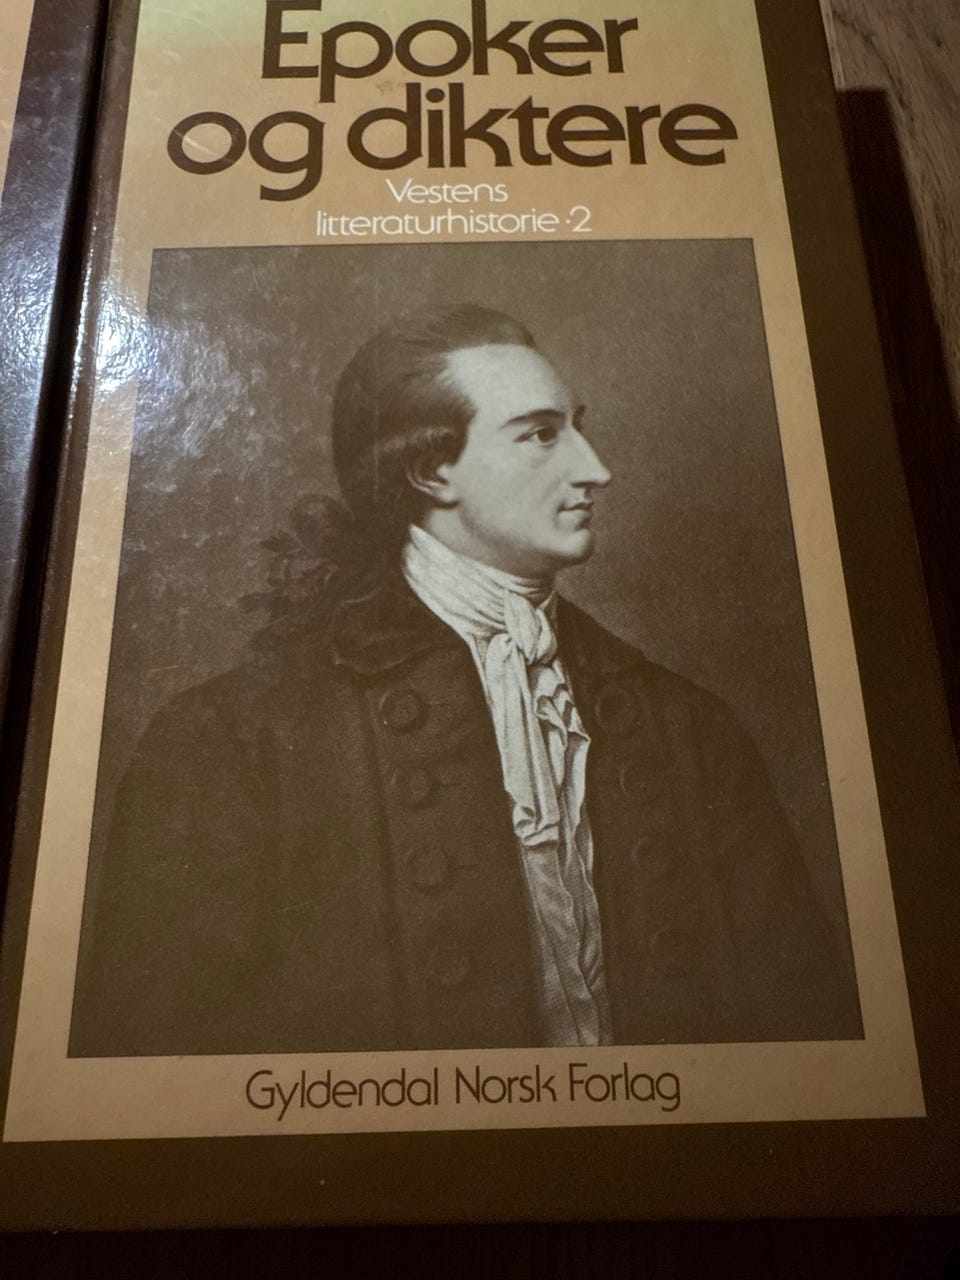 Epoker
og diktere
Vestens
litteraturhistorie · 2
Gyldendal Norsk Forlag